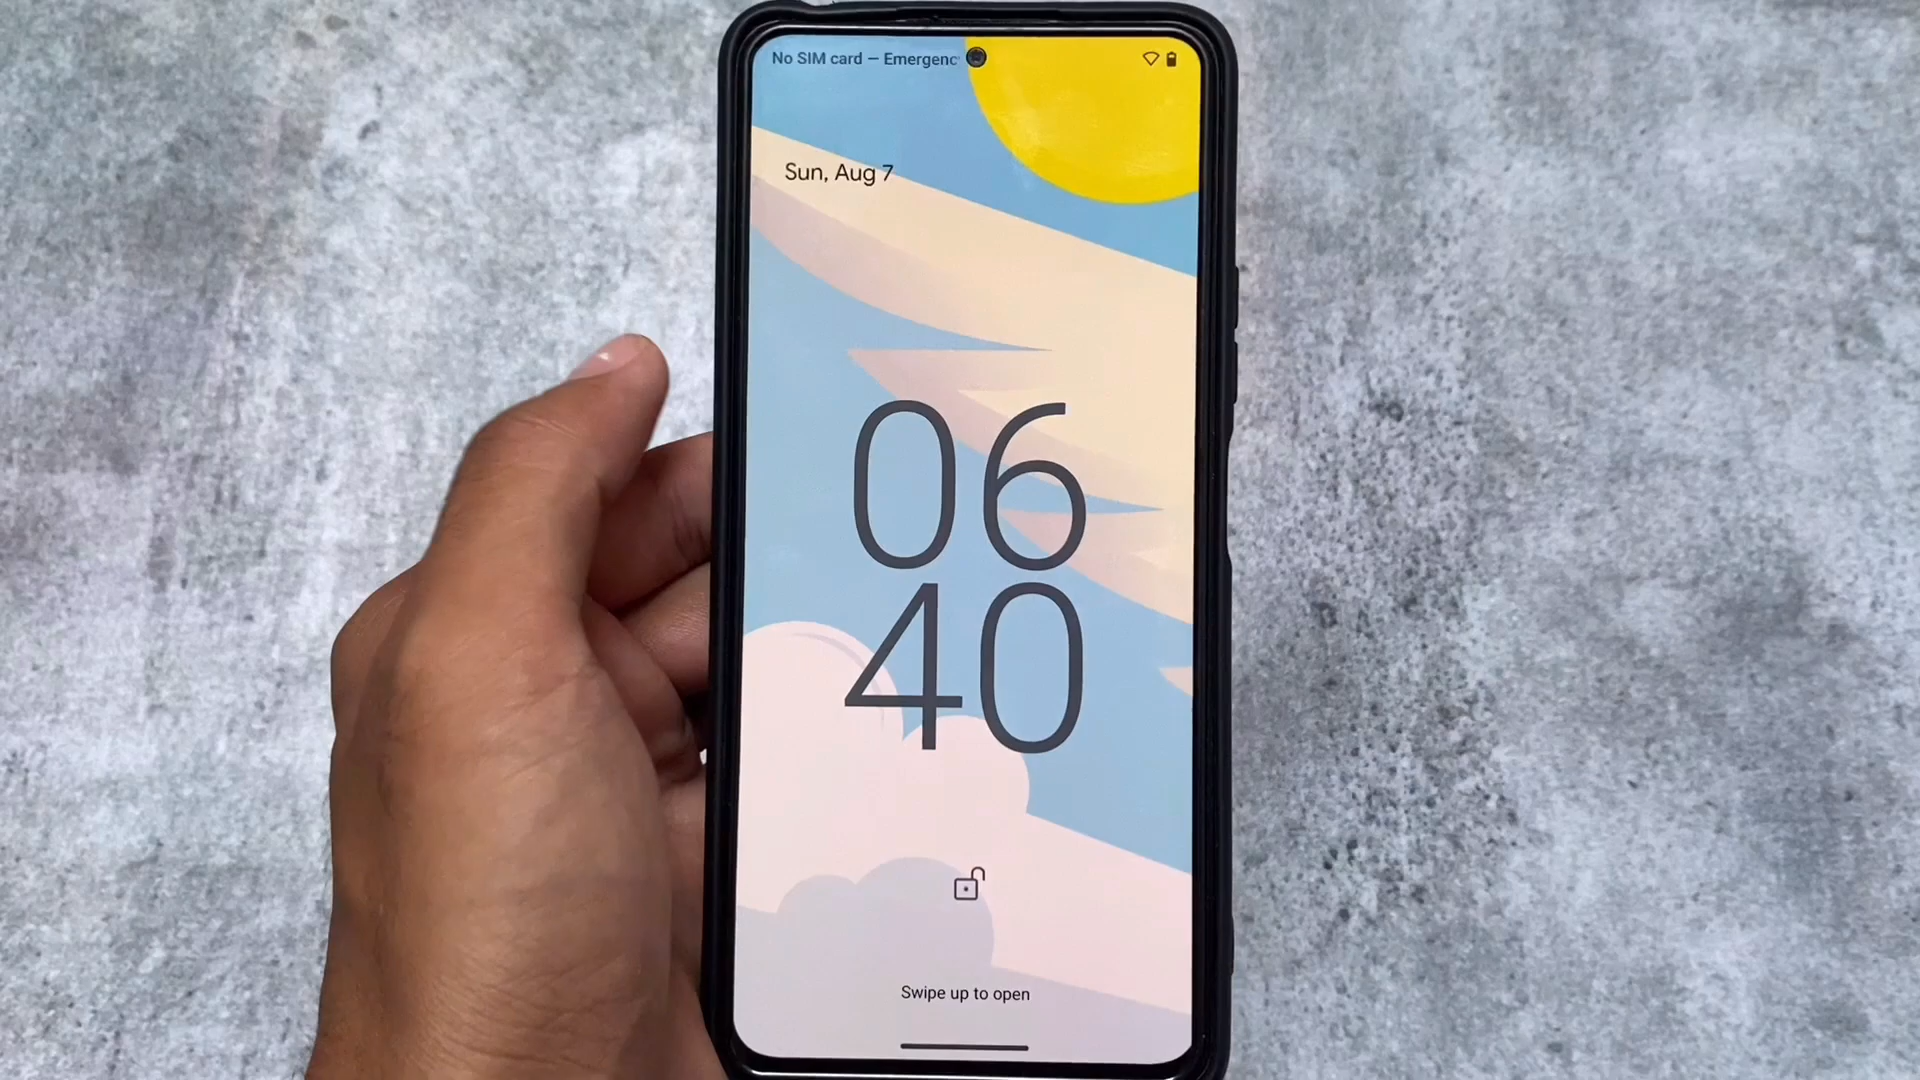 No SIM card — Emergenc
Sun, Aug 7
06
40
Swipe up to open